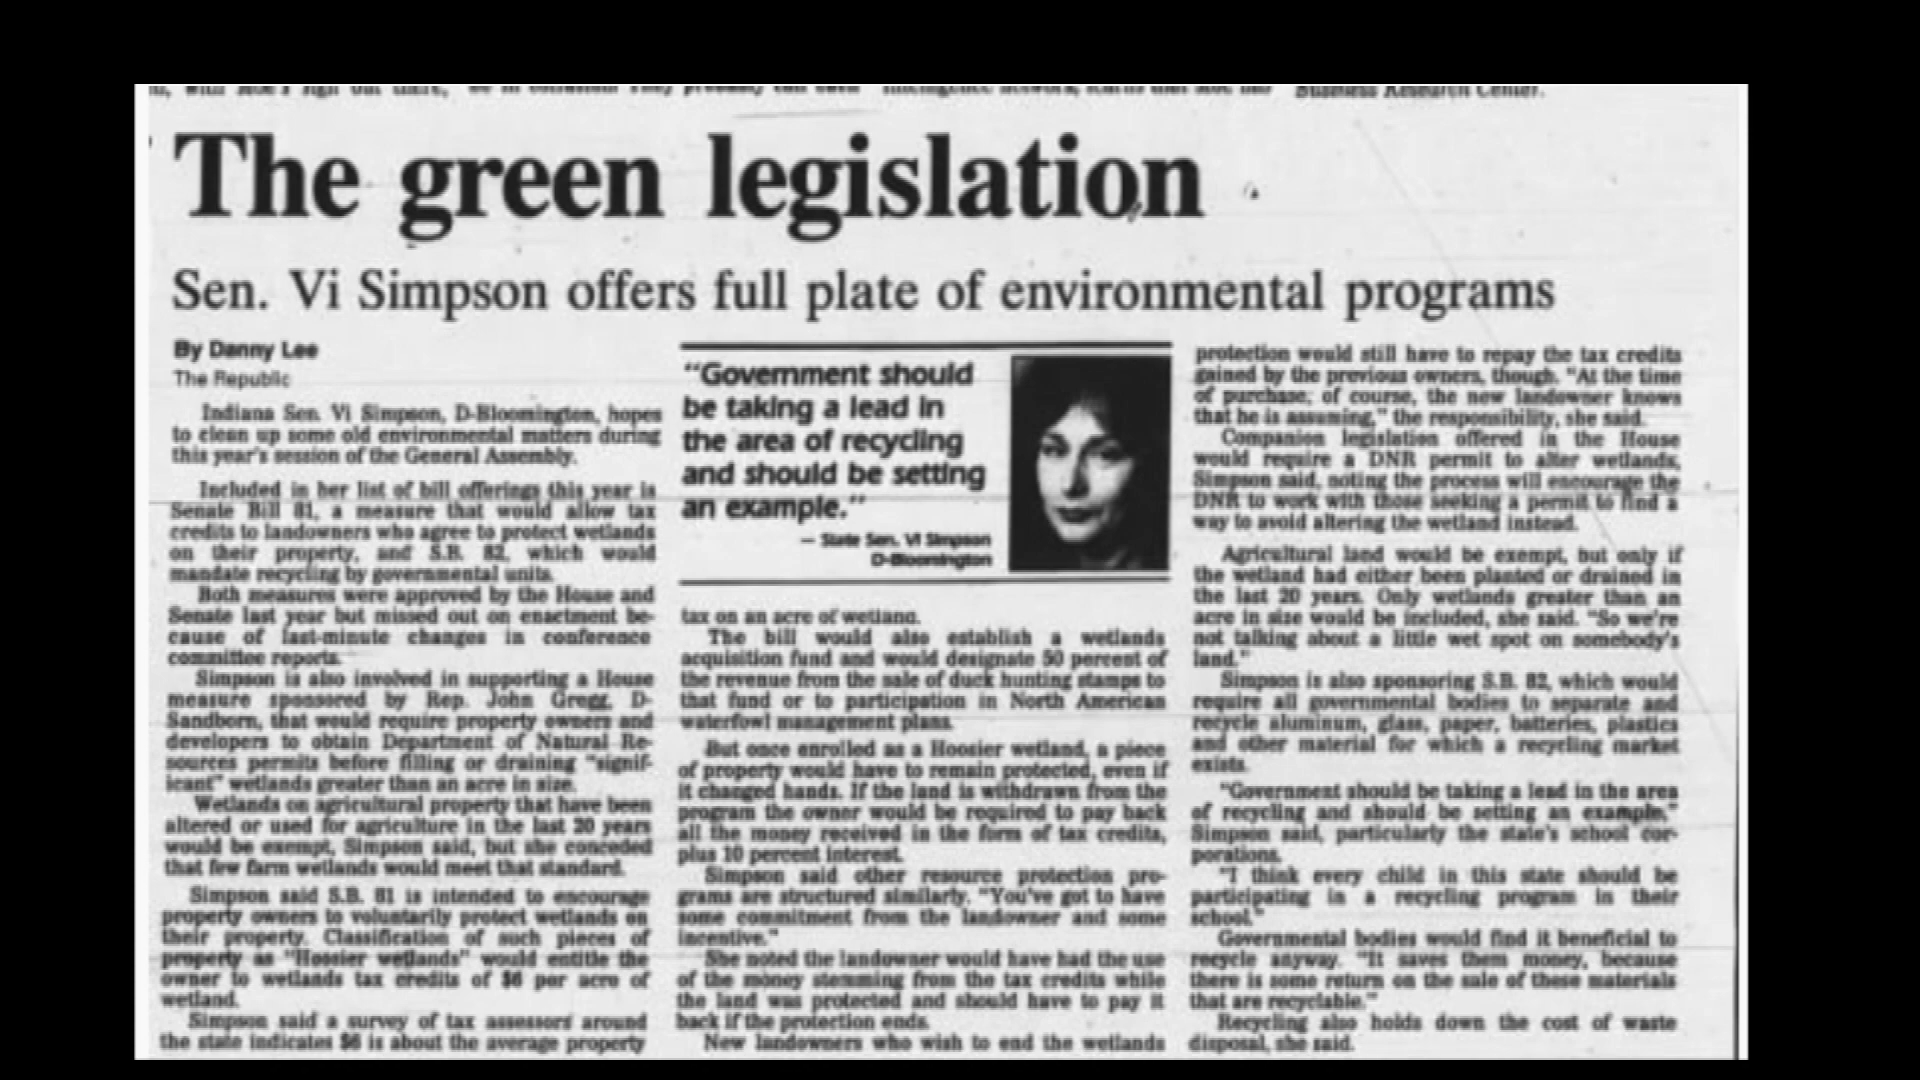 The green legislation
Sen. Vi Simpson offers full plate of environmental programs
By Danny Lee
The Republic
Indiana Sen. Vi Simpson, D-Bloomington, hopes
to clean up some old environmental matters during
this year's session of the General Assembly.
Included in her list of bill offerings this year is
Senate Bill 81, a measure that would allow tax
credits to landowners who agree to protect wetlands
on their property, and S.B. 82, which would
mandate recycling by governmental units.
Both measures were approved by the House and
Senate last year but missed out on enactment be-
cause of last-minute changes in conference
committee reports.
Simpson is also involved in supporting a House
measure sponsored by Rep. John Gregg, D-
Sandborn, that would require property owners and
developers to obtain Department of Natural Re-
sources permits before filling or draining "signif-
icant" wetlands greater than an acre in size.
Wetlands on agricultural property that have been
altered or used for agriculture in the last 20 years
would be exempt, Simpson said, but she conceded
that few farm wetlands would meet that standard.
Simpson said S.B. 81 is intended to encourage
property owners to voluntarily protect wetlands on
their property. Classification of such pieces of
property as "Hoosier wetlands" would entitle the
owner to wetlands tax credits of $6 per acre of
wetland.
Simpson said a survey of tax assessors around
the state indicates $6 is about the average property
"Government should
be taking a lead in
the area of recycling
and should be setting
an example."
— State Sen. Vi Simpson
D-Bloomington
tax on an acre of wetland.
The bill would also establish a wetlands
acquisition fund and would designate 50 percent of
the revenue from the sale of duck hunting stamps to
that fund or to participation in North American
waterfowl management plans.
But once enrolled as a Hoosier wetland, a piece
of property would have to remain protected, even if
it changed hands. If the land is withdrawn from the
program the owner would be required to pay back
all the money received in the form of tax credits,
plus 10 percent interest.
Simpson said other resource protection pro-
grams are structured similarly. "You've got to have
some commitment from the landowner and some
incentive."
She noted the landowner would have had the use
of the money stemming from the tax credits while
the land was protected and should have to pay it
back if the protection ends.
New landowners who wish to end the wetlands
protection would still have to repay the tax credits
gained by the previous owners, though. "At the time
of purchase, of course, the new landowner knows
that he is assuming," the responsibility, she said.
Companion legislation offered in the House
would require a DNR permit to alter wetlands,
Simpson said, noting the process will encourage the
DNR to work with those seeking a permit to find a
way to avoid altering the wetland instead.
Agricultural land would be exempt, but only if
the wetland had either been planted or drained in
the last 20 years. Only wetlands greater than an
acre in size would be included, she said. "So we're
not talking about a little wet spot on somebody's
land."
Simpson is also sponsoring S.B. 82, which would
require all governmental bodies to separate and
recycle aluminum, glass, paper, batteries, plastics
and other material for which a recycling market
exists.
"Government should be taking a lead in the area
of recycling and should be setting an example,"
Simpson said, particularly the state's school cor-
porations.
"I think every child in this state should be
participating in a recycling program in their
school."
Governmental bodies would find it beneficial to
recycle anyway. "It saves them money, because
there is some return on the sale of these materials
that are recyclable."
Recycling also holds down the cost of waste
disposal, she said.
Business Research Center.